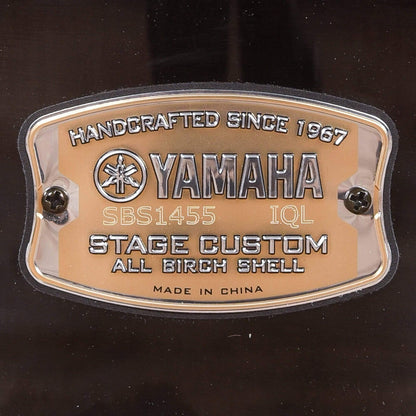 HANDCRAFTED SINCE 1967
YAMAHA
SBS1455 IQL
STAGE CUSTOM
ALL BIRCH SHELL
MADE IN CHINA